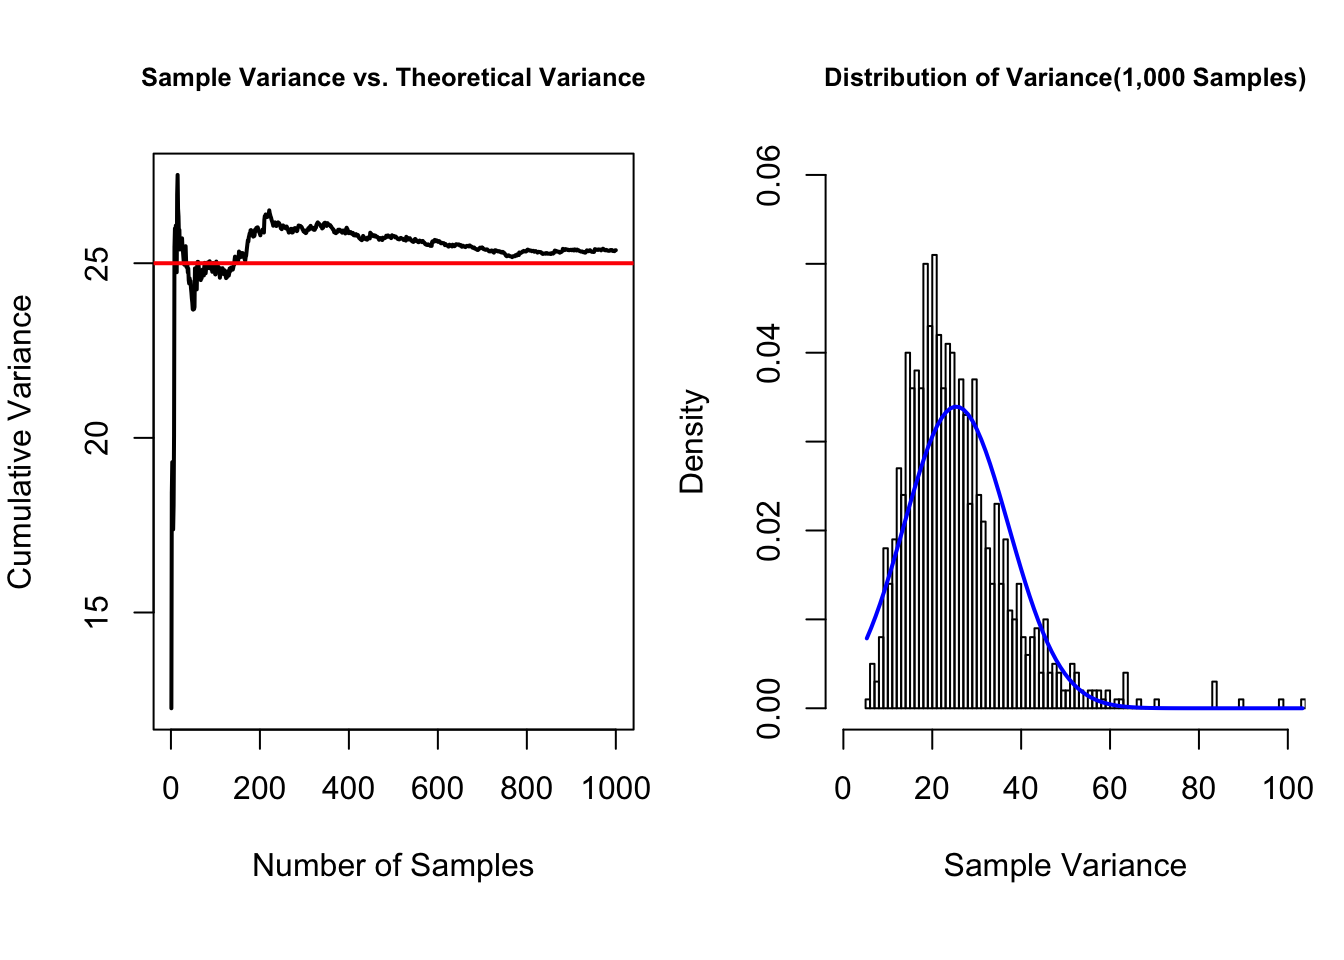 Sample Variance vs. Theoretical Variance
Cumulative Variance
25
20
15
0 200 400 600 800 1000
Number of Samples
Distribution of Variance(1,000 Samples)
Density
0.06
0.04
0.02
0.00
0 20 40 60 80 100
Sample Variance